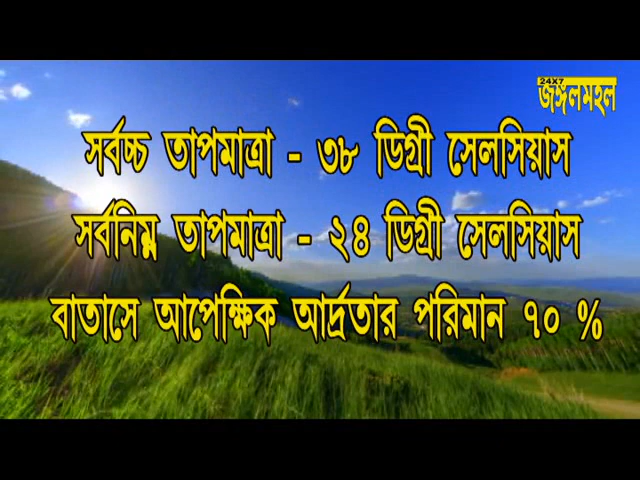 24X7
জঙ্গলমহল
সর্বচ্চ তাপমাত্রা - ৩৮ ডিগ্রী সেলসিয়াস
সর্বনিম্ন তাপমাত্রা - ২৪ ডিগ্রী সেলসিয়াস
বাতাসে আপেক্ষিক আর্দ্রতার পরিমান ৭০ %